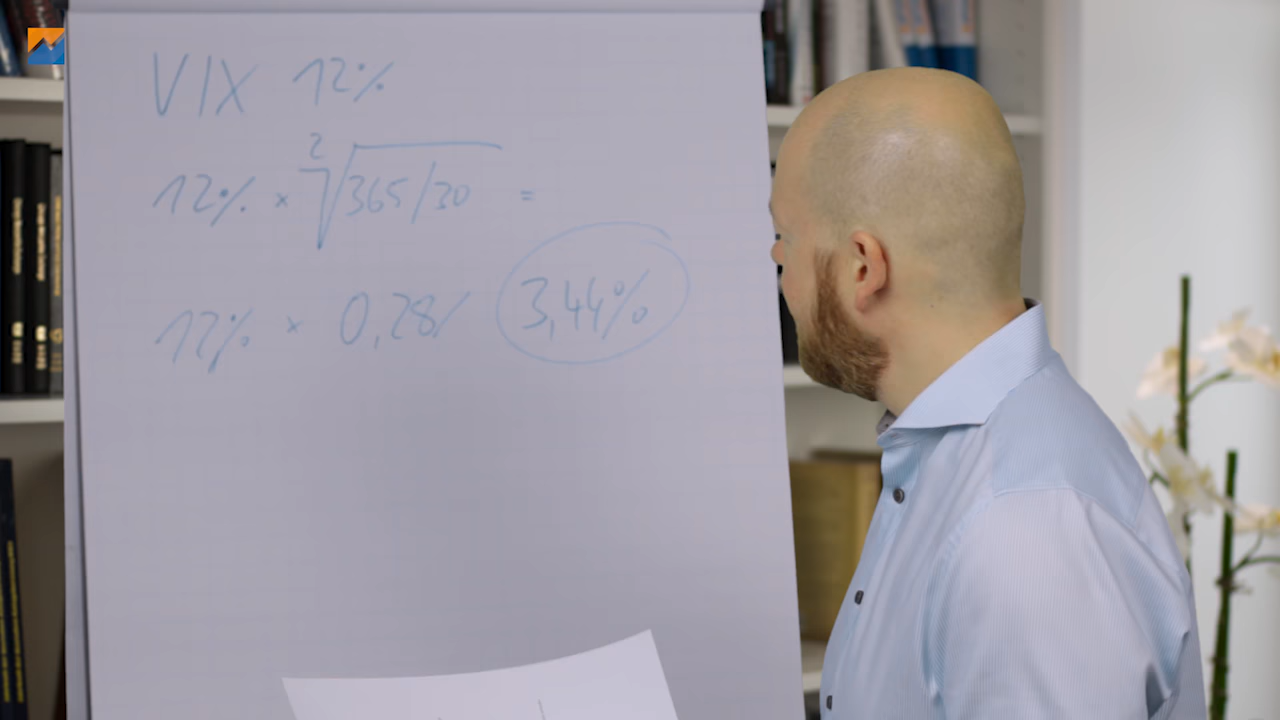 VIX 12%
12% × ²√365/30 =
12% × 0,28/ 3,44%